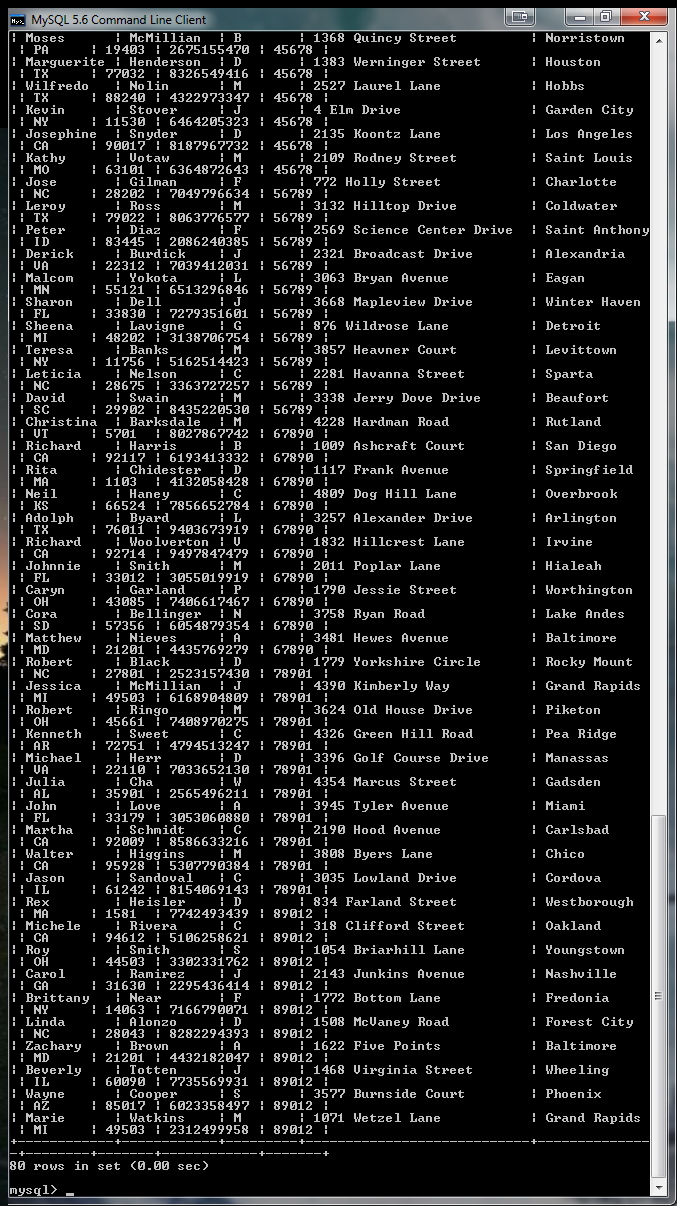 MySQL 5.6 Command Line Client
| Moses | McMillian | B | 1368 Quincy Street | Norristown
| PA | 19403 | 2675155470 | 45678 |
| Marguerite | Henderson | D | 1383 Werninger Street | Houston
| TX | 77032 | 8326549416 | 45678 |
| Wilfredo | Nolin | M | 2527 Laurel Lane | Hobbs
| TX | 88240 | 4322973347 | 45678 |
| Kevin | Stover | J | 4 Elm Drive | Garden City
| NY | 11530 | 6464205323 | 45678 |
| Josephine | Snyder | D | 2135 Koontz Lane | Los Angeles
| CA | 90017 | 8187967732 | 45678 |
| Kathy | Votaw | M | 2109 Rodney Street | Saint Louis
| MO | 63101 | 6364872643 | 45678 |
| Jose | Gilman | F | 772 Holly Street | Charlotte
| NC | 28202 | 7049796634 | 56789 |
| Leroy | Ross | M | 3132 Hilltop Drive | Coldwater
| TX | 79022 | 8063776577 | 56789 |
| Peter | Diaz | F | 2569 Science Center Drive | Saint Anthony
| ID | 83445 | 2086240385 | 56789 |
| Derick | Burdick | J | 2321 Broadcast Drive | Alexandria
| VA | 22312 | 7039412031 | 56789 |
| Malcom | Yokota | L | 3063 Bryan Avenue | Eagan
| MN | 55121 | 6513296846 | 56789 |
| Sharon | Dell | J | 3668 Mapleview Drive | Winter Haven
| FL | 33830 | 7279351601 | 56789 |
| Sheena | Lavigne | G | 876 Wildrose Lane | Detroit
| MI | 48202 | 3138706754 | 56789 |
| Teresa | Banks | M | 3857 Heavner Court | Levittown
| NY | 11756 | 5162514423 | 56789 |
| Leticia | Nelson | C | 2281 Havanna Street | Sparta
| NC | 28675 | 3363727257 | 56789 |
| David | Swain | M | 3338 Jerry Dove Drive | Beaufort
| SC | 29902 | 8435220530 | 56789 |
| Christina | Barksdale | M | 4228 Hardman Road | Rutland
| VT | 5701 | 8027867742 | 67890 |
| Richard | Harris | B | 1009 Ashcraft Court | San Diego
| CA | 92117 | 6193413332 | 67890 |
| Rita | Chidester | D | 1117 Frank Avenue | Springfield
| MA | 1103 | 4132058428 | 67890 |
| Neil | Haney | C | 4809 Dog Hill Lane | Overbrook
| KS | 66524 | 7856652784 | 67890 |
| Adolph | Byard | L | 3257 Alexander Drive | Arlington
| TX | 76011 | 9403673919 | 67890 |
| Richard | Woolverton | V | 1832 Hillcrest Lane | Irvine
| CA | 92714 | 9497847479 | 67890 |
| Johnnie | Smith | M | 2011 Poplar Lane | Hialeah
| FL | 33012 | 3055019919 | 67890 |
| Caryn | Garland | P | 1790 Jessie Street | Worthington
| OH | 43085 | 7406617467 | 67890 |
| Cora | Bellinger | N | 3758 Ryan Road | Lake Andes
| SD | 57356 | 6054879354 | 67890 |
| Matthew | Nieves | A | 3481 Hewes Avenue | Baltimore
| MD | 21201 | 4435769279 | 67890 |
| Robert | Black | D | 1779 Yorkshire Circle | Rocky Mount
| NC | 27801 | 2523157430 | 78901 |
| Jessica | McMillian | J | 4390 Kimberly Way | Grand Rapids
| MI | 49503 | 6168904809 | 78901 |
| Robert | Ringo | M | 3624 Old House Drive | Piketon
| OH | 45661 | 7408970275 | 78901 |
| Kenneth | Sweet | C | 4326 Green Hill Road | Pea Ridge
| AR | 72751 | 4794513247 | 78901 |
| Michael | Herr | D | 3396 Golf Course Drive | Manassas
| VA | 22110 | 7033652130 | 78901 |
| Julia | Cha | W | 4354 Marcus Street | Gadsden
| AL | 35901 | 2565496211 | 78901 |
| John | Love | A | 3945 Tyler Avenue | Miami
| FL | 33179 | 3053060880 | 78901 |
| Martha | Schmidt | C | 2190 Hood Avenue | Carlsbad
| CA | 92009 | 8586633216 | 78901 |
| Walter | Higgins | M | 3808 Byers Lane | Chico
| CA | 95928 | 5307790384 | 78901 |
| Jason | Sandoval | C | 3035 Lowland Drive | Cordova
| IL | 61242 | 8154069143 | 78901 |
| Rex | Heisler | D | 834 Farland Street | Westborough
| MA | 1581 | 7742493439 | 89012 |
| Michele | Rivera | C | 318 Clifford Street | Oakland
| CA | 94612 | 5106258621 | 89012 |
| Roy | Smith | S | 1054 Briarhill Lane | Youngstown
| OH | 44503 | 3302331762 | 89012 |
| Carol | Ramirez | J | 2143 Junkins Avenue | Nashville
| GA | 31630 | 2295436414 | 89012 |
| Brittany | Near | F | 1772 Bottom Lane | Fredonia
| NY | 14063 | 7166790071 | 89012 |
| Linda | Alonzo | D | 1508 McVaney Road | Forest City
| NC | 28043 | 8282294393 | 89012 |
| Zachary | Brown | A | 1622 Five Points | Baltimore
| MD | 21201 | 4432182047 | 89012 |
| Beverly | Totten | J | 1468 Virginia Street | Wheeling
| IL | 60090 | 7735569931 | 89012 |
| Wayne | Cooper | S | 3577 Burnside Court | Phoenix
| AZ | 85017 | 6023358497 | 89012 |
| Marie | Watkins | M | 1071 Wetzel Lane | Grand Rapids
| MI | 49503 | 2312499958 | 89012 |
80 rows in set (0.00 sec)
mysql> _